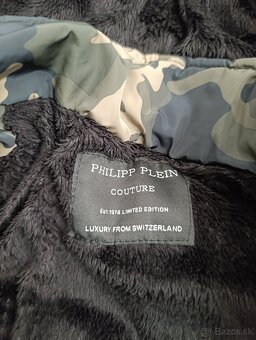 PHILIPP PLEIN
COUTURE
Est.1978 LIMITED EDITION
LUXURY FROM SWITZERLAND
Bazos.sk